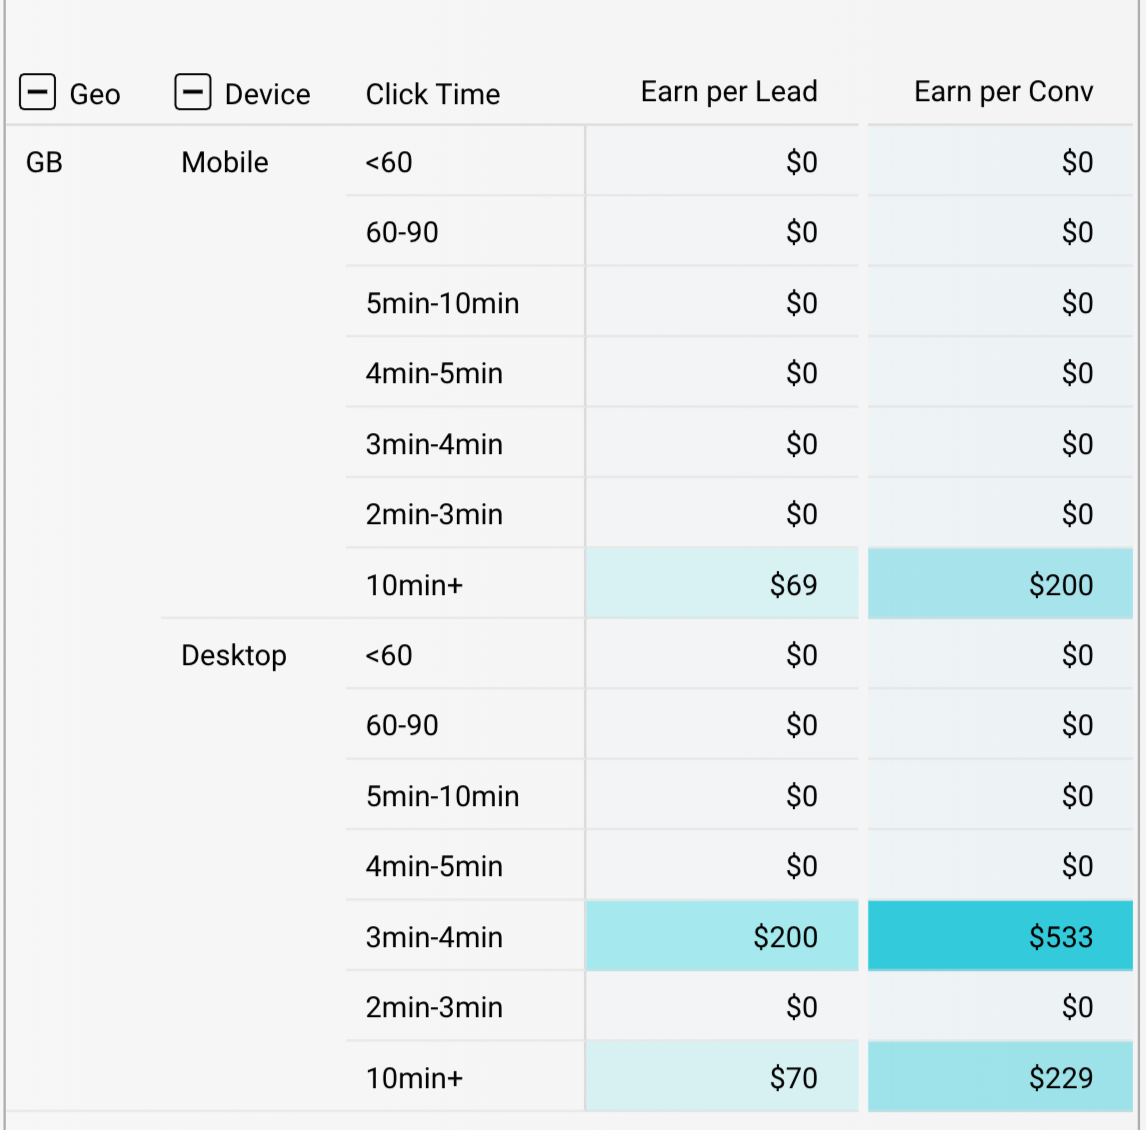 Geo Device Click Time Earn per Lead Earn per Conv
GB Mobile <60 $0 $0
60-90 $0 $0
5min-10min $0 $0
4min-5min $0 $0
3min-4min $0 $0
2min-3min $0 $0
10min+ $69 $200
Desktop <60 $0 $0
60-90 $0 $0
5min-10min $0 $0
4min-5min $0 $0
3min-4min $200 $533
2min-3min $0 $0
10min+ $70 $229